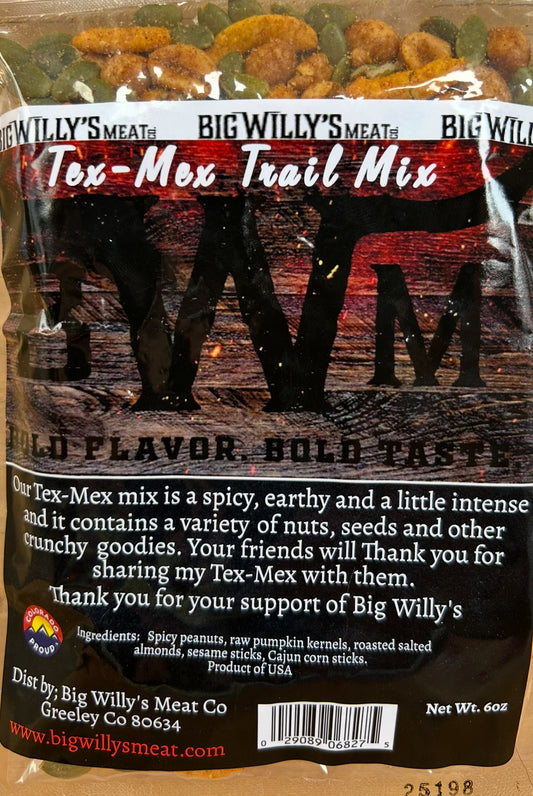 BIG WILLY'S MEAT CO. BIG WILLY'S MEAT CO. BIG WILL
Tex-Mex Trail Mix
BWM
BOLD FLAVOR. BOLD TASTE.
Our Tex-Mex mix is a spicy, earthy and a little intense
and it contains a variety of nuts, seeds and other
crunchy goodies. Your friends will Thank you for
sharing my Tex-Mex with them.
Thank you for your support of Big Willy's
COLORADO
PROUD
Ingredients: Spicy peanuts, raw pumpkin kernels, roasted salted
almonds, sesame sticks, Cajun corn sticks.
Product of USA
Dist by; Big Willy's Meat Co
Greeley Co 80634
www.bigwillysmeat.com
Net Wt. 6oz
0 29089 06827 5
25198